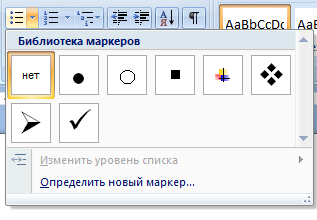 AaBbCcDc
Библиотека маркеров
нет
Изменить уровень списка
Определить новый маркер...